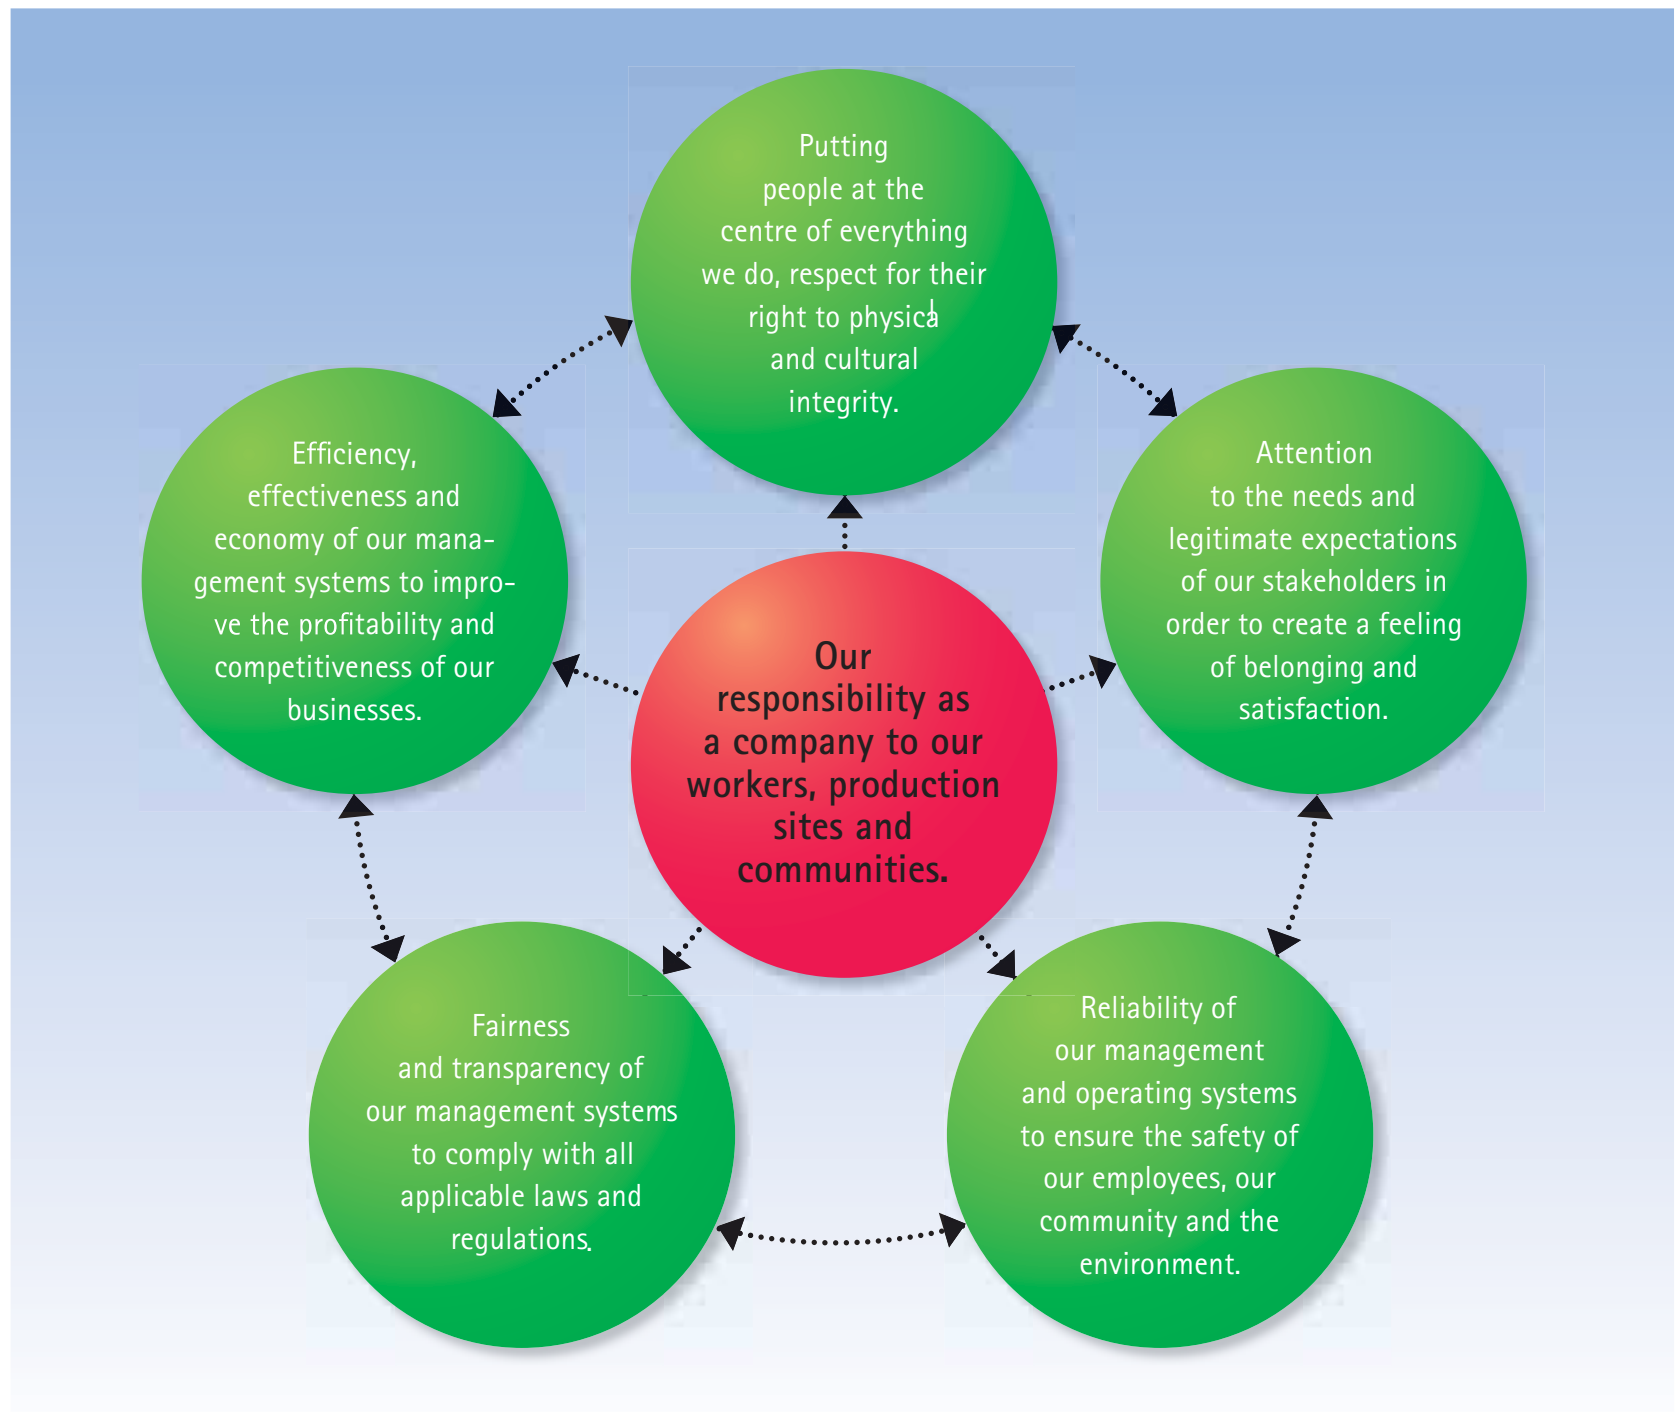 Putting
people at the
centre of everything
we do, respect for their
right to physical
and cultural
integrity.
Efficiency,
effectiveness and
economy of our mana-
gement systems to impro-
ve the profitability and
competitiveness of our
businesses.
Attention
to the needs and
legitimate expectations
of our stakeholders in
order to create a feeling
of belonging and
satisfaction.
Our
responsibility as
a company to our
workers, production
sites and
communities.
Fairness
and transparency of
our management systems
to comply with all
applicable laws and
regulations.
Reliability of
our management
and operating systems
to ensure the safety of
our employees, our
community and the
environment.